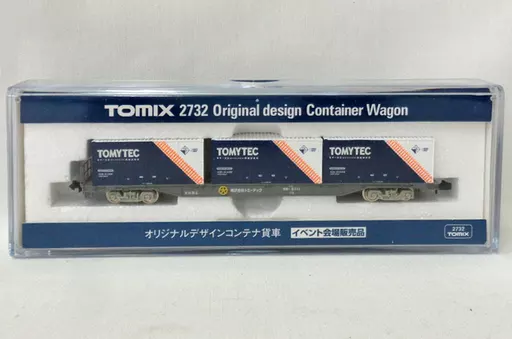 TOMIX 2732 Original design Container Wagon
TOMYTEC
TOMYTEC
TOMYTEC
オリジナルデザインコンテナ貨車
イベント会場販売品
2732
TOMIX